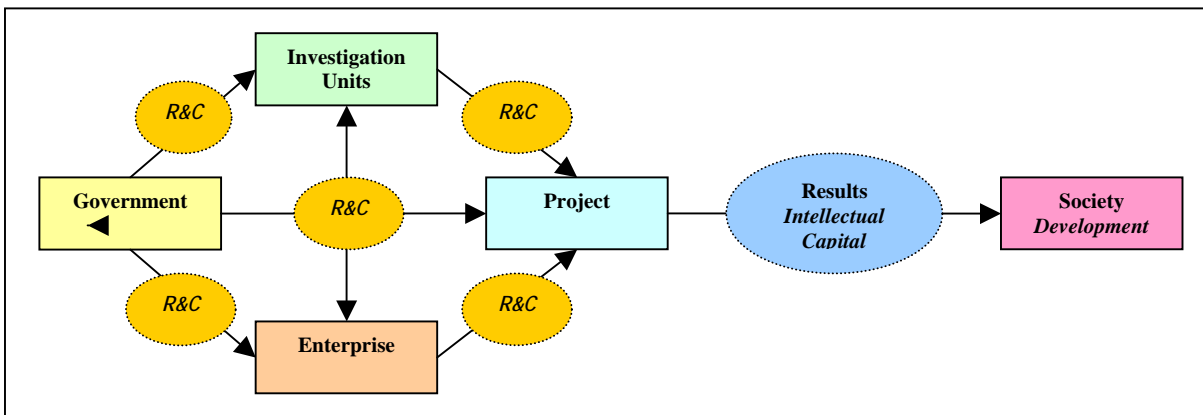 Investigation
Units
R&C
R&C
Government
R&C
Project
Results
Intellectual
Capital
Society
Development
R&C
R&C
Enterprise